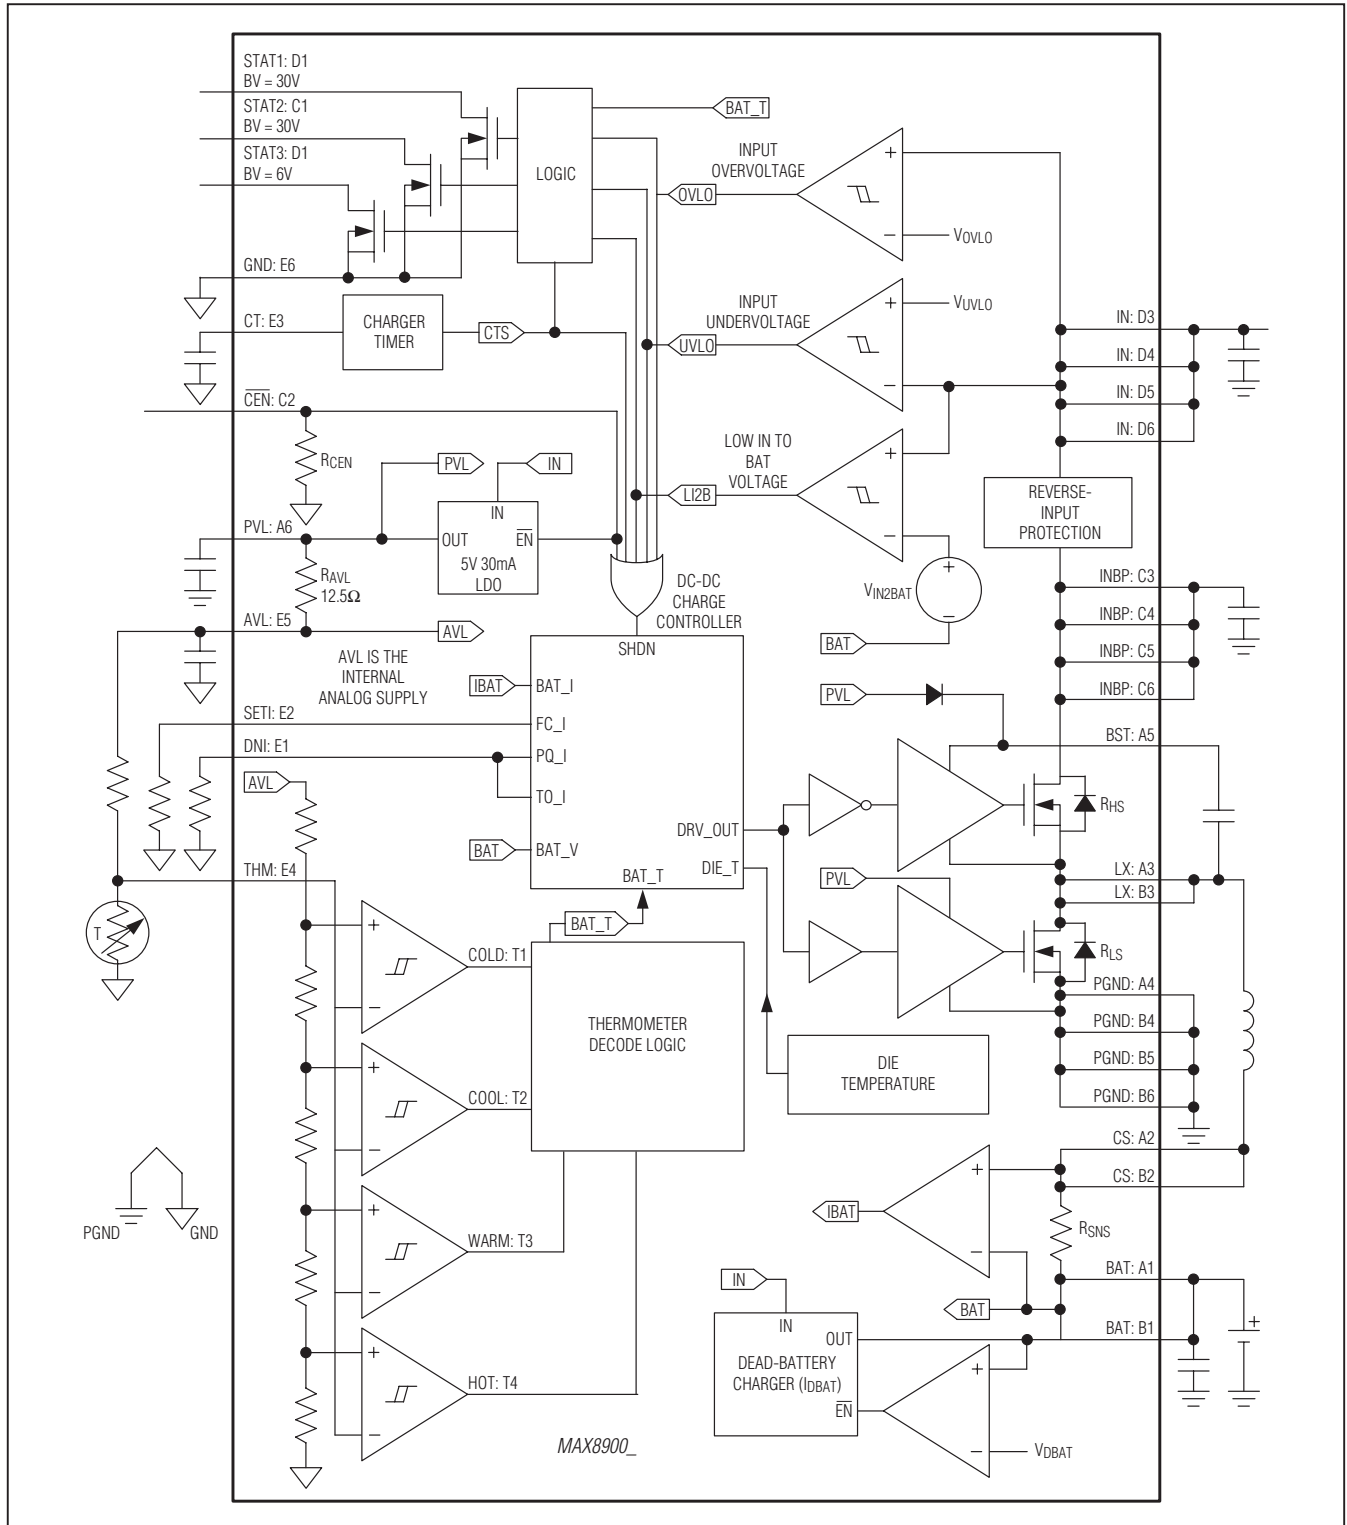 STAT1: D1
BV = 30V
STAT2: C1
BV = 30V
STAT3: D1
BV = 6V
GND: E6
CT: E3
CHARGER
TIMER
CTS
LOGIC
BAT_T
INPUT
OVERVOLTAGE
OVLO
+
−
VOVLO
INPUT
UNDERVOLTAGE
UVLO
+
−
VUVLO
IN: D3
IN: D4
IN: D5
IN: D6
CEN: C2
RCEN
PVL
IN
LOW IN TO
BAT
VOLTAGE
LI2B
+
−
REVERSE-
INPUT
PROTECTION
PVL: A6
IN
OUT
EN
5V 30mA
LDO
RAVL
12.5Ω
DC-DC
CHARGE
CONTROLLER
VIN2BAT
+
−
BAT
INBP: C3
INBP: C4
INBP: C5
INBP: C6
AVL: E5
AVL
AVL IS THE
INTERNAL
ANALOG SUPPLY
SHDN
IBAT
BAT_I
PVL
SETI: E2
FC_I
DNI: E1
PQ_I
TO_I
BST: A5
AVL
RHS
DRV_OUT
BAT
BAT_V
BAT_T
DIE_T
PVL
THM: E4
LX: A3
LX: B3
T
BAT_T
+
−
COLD: T1
RLS
PGND: A4
PGND: B4
PGND: B5
PGND: B6
THERMOMETER
DECODE LOGIC
DIE
TEMPERATURE
+
−
COOL: T2
CS: A2
CS: B2
PGND
GND
+
−
WARM: T3
IBAT
+
−
RSNS
BAT: A1
IN
BAT
BAT: B1
+
IN
OUT
DEAD-BATTERY
CHARGER (IDBAT)
EN
+
−
VDBAT
+
−
HOT: T4
MAX8900_